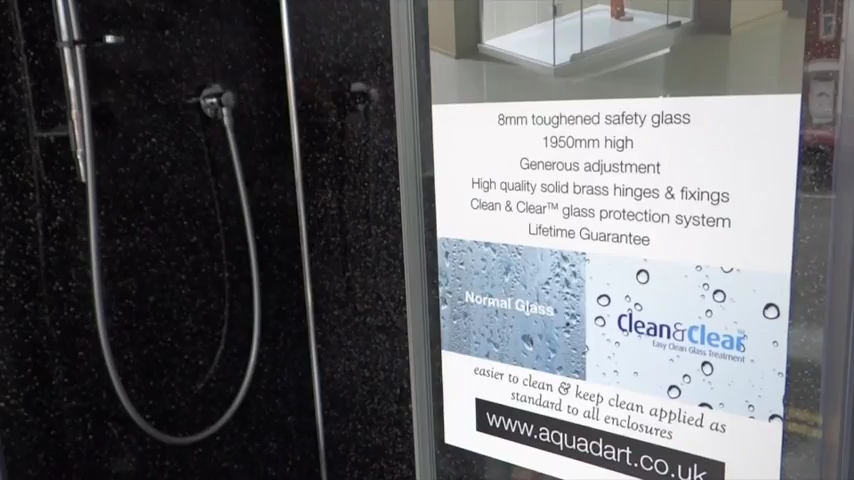 8mm toughened safety glass
1950mm high
Generous adjustment
High quality solid brass hinges & fixings
Clean & Clear™ glass protection system
Lifetime Guarantee
Normal Glass
Clean&Clear™
Easy Clean Glass Treatment
easier to clean & keep clean applied as
standard to all enclosures
www.aquadart.co.uk